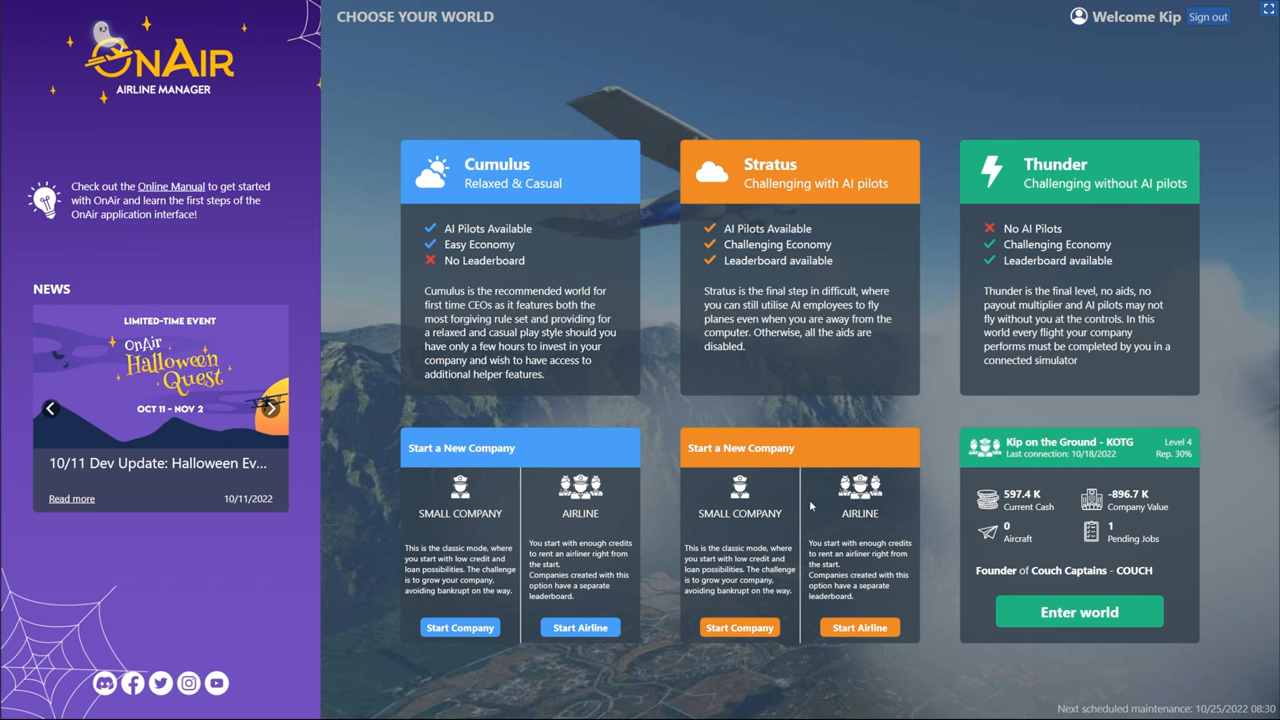 CHOOSE YOUR WORLD
Welcome Kip
Sign out
ONAIR
AIRLINE MANAGER
Check out the Online Manual to get started
with OnAir and learn the first steps of the
OnAir application interface!
NEWS
LIMITED-TIME EVENT
OnAir
Halloween
Quest
OCT 11 - NOV 2
10/11 Dev Update: Halloween Ev...
Read more
10/11/2022
Cumulus
Relaxed & Casual
AI Pilots Available
Easy Economy
No Leaderboard
Cumulus is the recommended world for
first time CEOs as it features both the
most forgiving rule set and providing for
a relaxed and casual play style should you
have only a few hours to invest in your
company and wish to have access to
additional helper features.
Stratus
Challenging with AI pilots
AI Pilots Available
Challenging Economy
Leaderboard available
Stratus is the final step in difficult, where
you can still utilise AI employees to fly
planes even when you are away from the
computer. Otherwise, all the aids are
disabled.
Thunder
Challenging without AI pilots
No AI Pilots
Challenging Economy
Leaderboard available
Thunder is the final level, no aids, no
payout multiplier and AI pilots may not
fly without you at the controls. In this
world every flight your company
performs must be completed by you in a
connected simulator
Start a New Company
SMALL COMPANY
This is the classic mode, where
you start with low credit and
loan possibilities. The challenge
is to grow your company,
avoiding bankrupt on the way.
Start Company
AIRLINE
You start with enough credits
to rent an airliner right from
the start.
Companies created with this
option have a separate
leaderboard.
Start Airline
Start a New Company
SMALL COMPANY
This is the classic mode, where
you start with low credit and
loan possibilities. The challenge
is to grow your company,
avoiding bankrupt on the way.
Start Company
AIRLINE
You start with enough credits
to rent an airliner right from
the start.
Companies created with this
option have a separate
leaderboard.
Start Airline
Kip on the Ground - KOTG
Last connection: 10/18/2022
Level 4
Rep. 30%
597.4 K
Current Cash
-896.7 K
Company Value
0
Aircraft
1
Pending Jobs
Founder of Couch Captains - COUCH
Enter world
Next scheduled maintenance: 10/25/2022 08:30